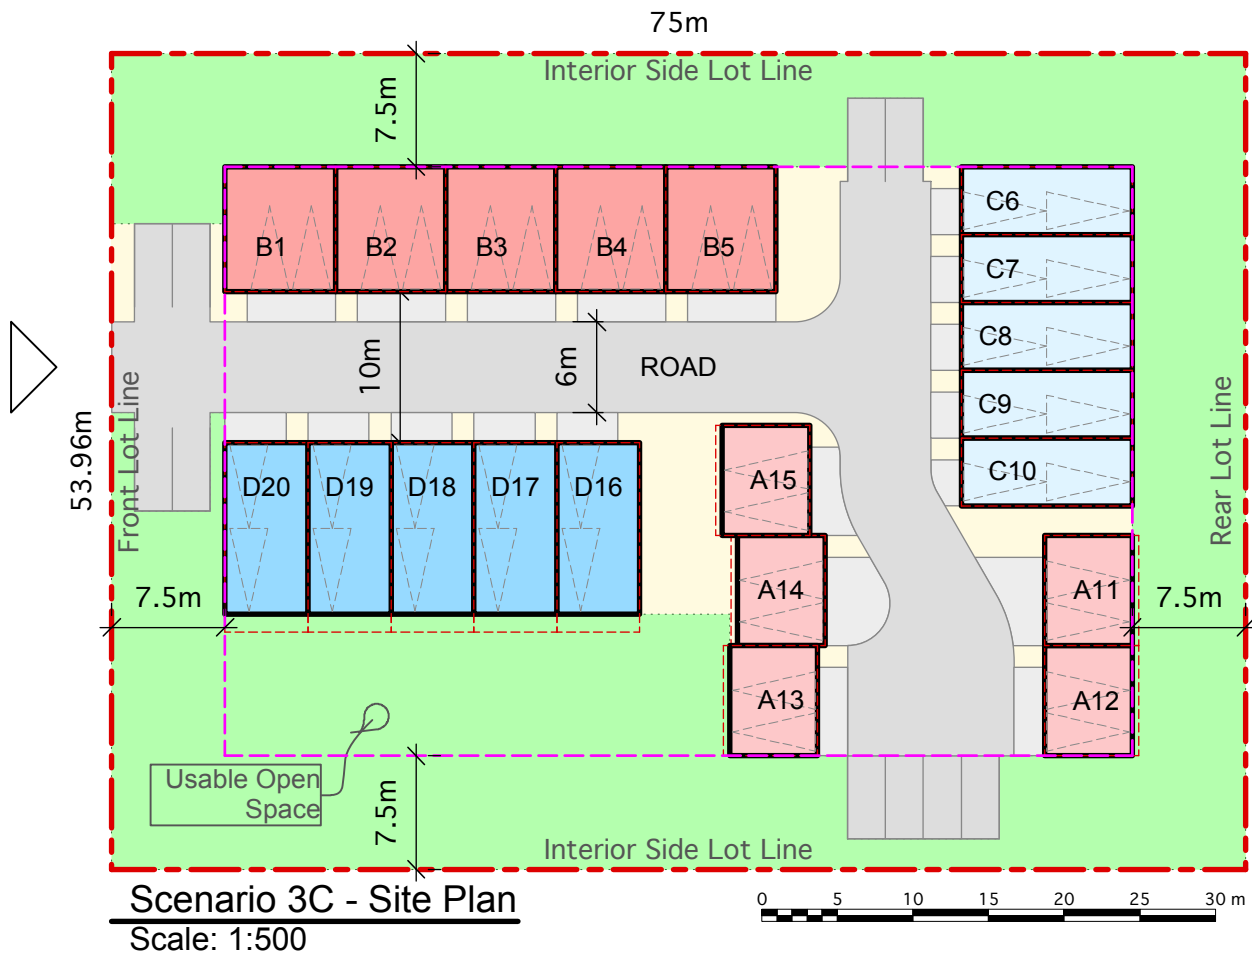 75m
Interior Side Lot Line
7.5m
B1
B2
B3
B4
B5
C6
C7
C8
C9
C10
10m
6m
ROAD
53.96m
Front Lot Line
Rear Lot Line
D20
D19
D18
D17
D16
A15
A14
A13
A11
A12
7.5m
7.5m
Usable Open
Space
7.5m
Interior Side Lot Line
Scenario 3C - Site Plan
Scale: 1:500
0 5 10 15 20 25 30 m